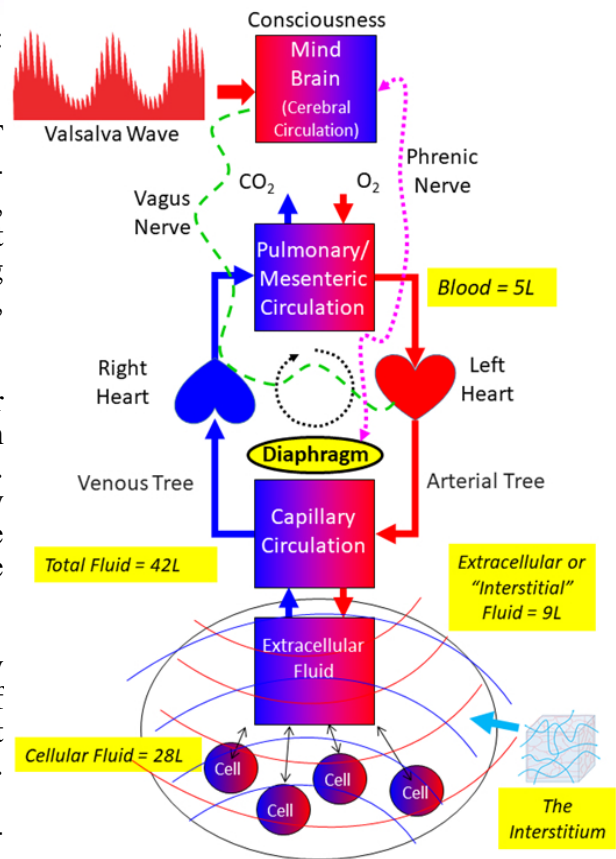 Consciousness
Mind
Brain
(Cerebral
Circulation)
Valsalva Wave
Phrenic
Nerve
CO₂
O₂
Vagus
Nerve
Pulmonary/
Mesenteric
Circulation
Blood = 5L
Right
Heart
Left
Heart
Diaphragm
Venous Tree
Arterial Tree
Capillary
Circulation
Total Fluid = 42L
Extracellular or
“Interstitial”
Fluid = 9L
Extracellular
Fluid
Cellular Fluid = 28L
Cell
Cell
Cell
Cell
The
Interstitium